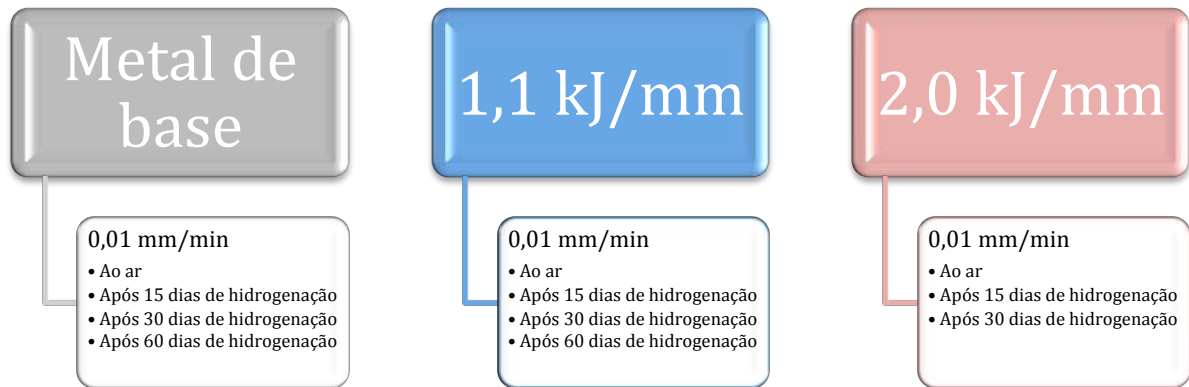 Metal de
base
0,01 mm/min
• Ao ar
• Após 15 dias de hidrogenação
• Após 30 dias de hidrogenação
• Após 60 dias de hidrogenação
1,1 kJ/mm
0,01 mm/min
• Ao ar
• Após 15 dias de hidrogenação
• Após 30 dias de hidrogenação
• Após 60 dias de hidrogenação
2,0 kJ/mm
0,01 mm/min
• Ao ar
• Após 15 dias de hidrogenação
• Após 30 dias de hidrogenação